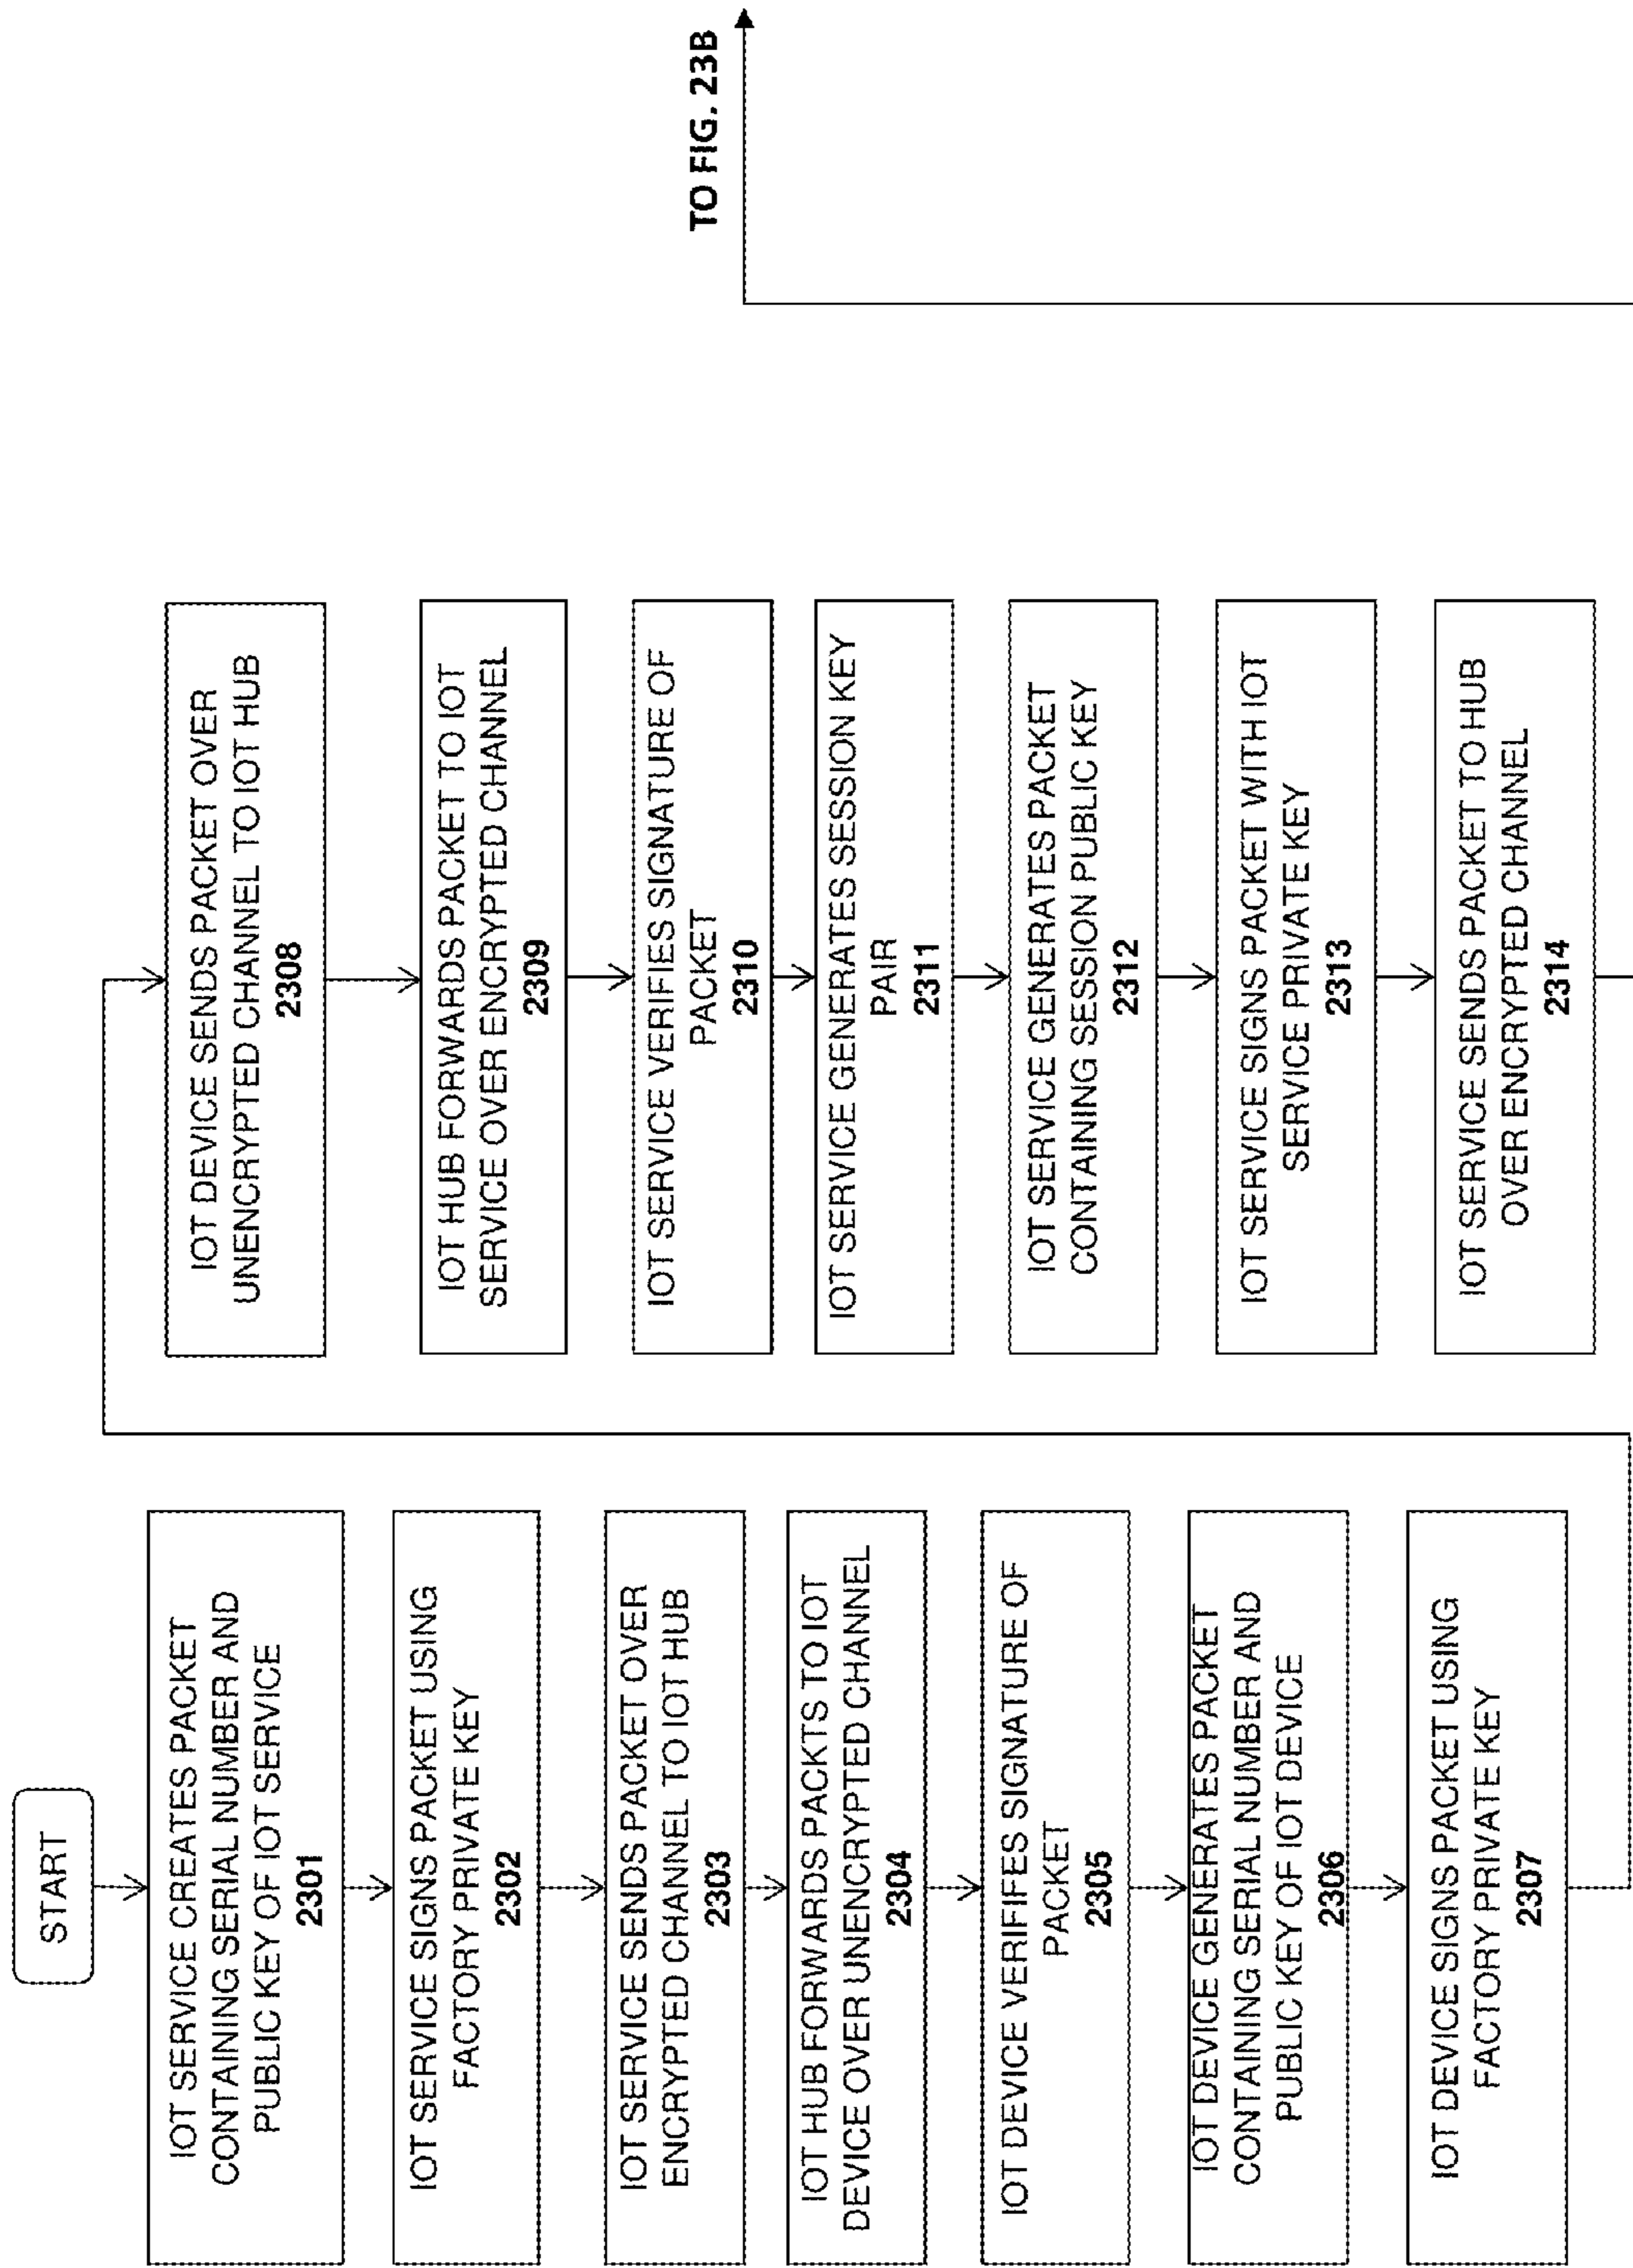 START
IOT SERVICE CREATES PACKET
CONTAINING SERIAL NUMBER AND
PUBLIC KEY OF IOT SERVICE
2301
IOT SERVICE SIGNS PACKET USING
FACTORY PRIVATE KEY
2302
IOT SERVICE SENDS PACKET OVER
ENCRYPTED CHANNEL TO IOT HUB
2303
IOT HUB FORWARDS PACKTS TO IOT
DEVICE OVER UNENCRYPTED CHANNEL
2304
IOT DEVICE VERIFIFES SIGNATURE OF
PACKET
2305
IOT DEVICE GENERATES PACKET
CONTAINING SERIAL NUMBER AND
PUBLIC KEY OF IOT DEVICE
2306
IOT DEVICE SIGNS PACKET USING
FACTORY PRIVATE KEY
2307
IOT DEVICE SENDS PACKET OVER
UNENCRYPTED CHANNEL TO IOT HUB
2308
IOT HUB FORWARDS PACKET TO IOT
SERVICE OVER ENCRYPTED CHANNEL
2309
IOT SERVICE VERIFIES SIGNATURE OF
PACKET
2310
IOT SERVICE GENERATES SESSION KEY
PAIR
2311
IOT SERVICE GENERATES PACKET
CONTAINING SESSION PUBLIC KEY
2312
IOT SERVICE SIGNS PACKET WITH IOT
SERVICE PRIVATE KEY
2313
IOT SERVICE SENDS PACKET TO HUB
OVER ENCRYPTED CHANNEL
2314
TO FIG. 23B